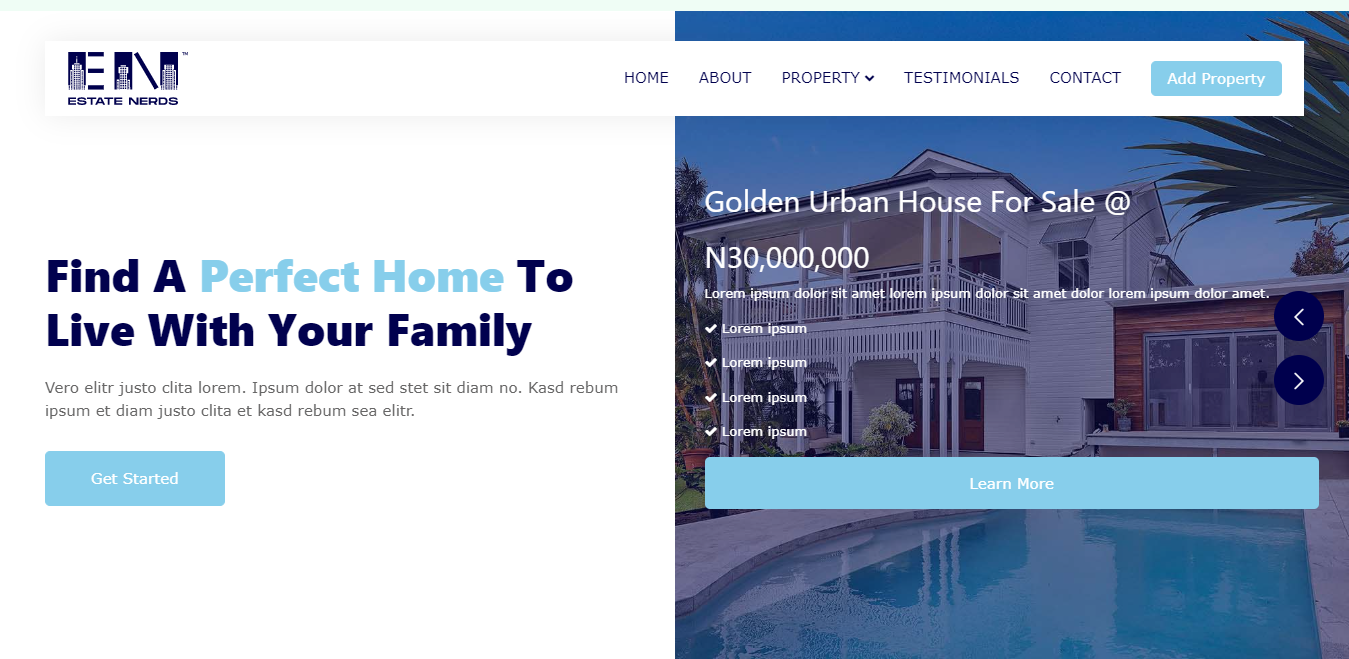 EN™
ESTATE NERDS
HOME ABOUT PROPERTY TESTIMONIALS CONTACT Add Property
Find A Perfect Home To
Live With Your Family
Vero elitr justo clita lorem. Ipsum dolor at sed stet sit diam no. Kasd rebum
ipsum et diam justo clita et kasd rebum sea elitr.
Get Started
Golden Urban House For Sale @
N30,000,000
Lorem ipsum dolor sit amet lorem ipsum dolor sit amet dolor lorem ipsum dolor amet.
Lorem ipsum
Lorem ipsum
Lorem ipsum
Lorem ipsum
Learn More